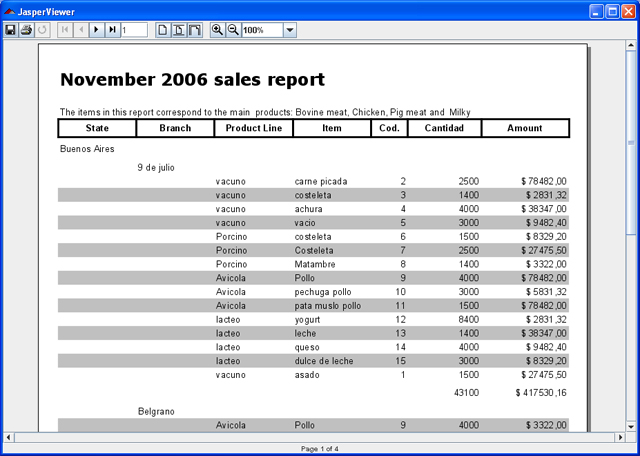 JasperViewer
1
100%
November 2006 sales report
The items in this report correspond to the main products: Bovine meat, Chicken, Pig meat and Milky
State Branch Product Line Item Cod. Cantidad Amount
Buenos Aires
9 de julio
vacuno carne picada 2 2500 $ 78482,00
vacuno costeleta 3 1400 $ 2831,32
vacuno achura 4 4000 $ 38347,00
vacuno vacio 5 3000 $ 9482,40
Porcino costeleta 6 1500 $ 8329,20
Porcino Costeleta 7 2500 $ 27475,50
Porcino Matambre 8 1400 $ 3322,00
Avicola Pollo 9 4000 $ 78482,00
Avicola pechuga pollo 10 3000 $ 5831,32
Avicola pata muslo pollo 11 1500 $ 78482,00
lacteo yogurt 12 8400 $ 2831,32
lacteo leche 13 1400 $ 38347,00
lacteo queso 14 4000 $ 9482,40
lacteo dulce de leche 15 3000 $ 8329,20
vacuno asado 1 1500 $ 27475,50
43100 $ 417530,16
Belgrano
Avicola Pollo 9 4000 $ 3322,00
Page 1 of 4